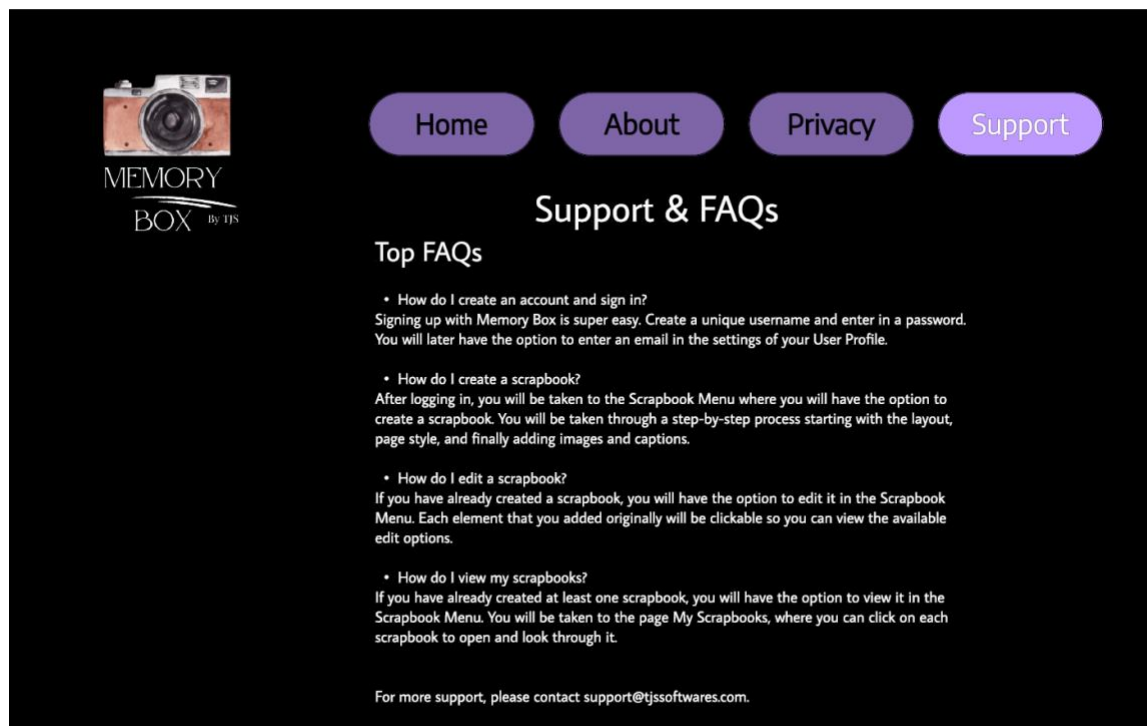 MEMORY
BOX By TJS
Home About Privacy Support
Support & FAQs
Top FAQs
• How do I create an account and sign in?
Signing up with Memory Box is super easy. Create a unique username and enter in a password.
You will later have the option to enter an email in the settings of your User Profile.
• How do I create a scrapbook?
After logging in, you will be taken to the Scrapbook Menu where you will have the option to
create a scrapbook. You will be taken through a step-by-step process starting with the layout,
page style, and finally adding images and captions.
• How do I edit a scrapbook?
If you have already created a scrapbook, you will have the option to edit it in the Scrapbook
Menu. Each element that you added originally will be clickable so you can view the available
edit options.
• How do I view my scrapbooks?
If you have already created at least one scrapbook, you will have the option to view it in the
Scrapbook Menu. You will be taken to the page My Scrapbooks, where you can click on each
scrapbook to open and look through it.
For more support, please contact support@tjssoftwares.com.